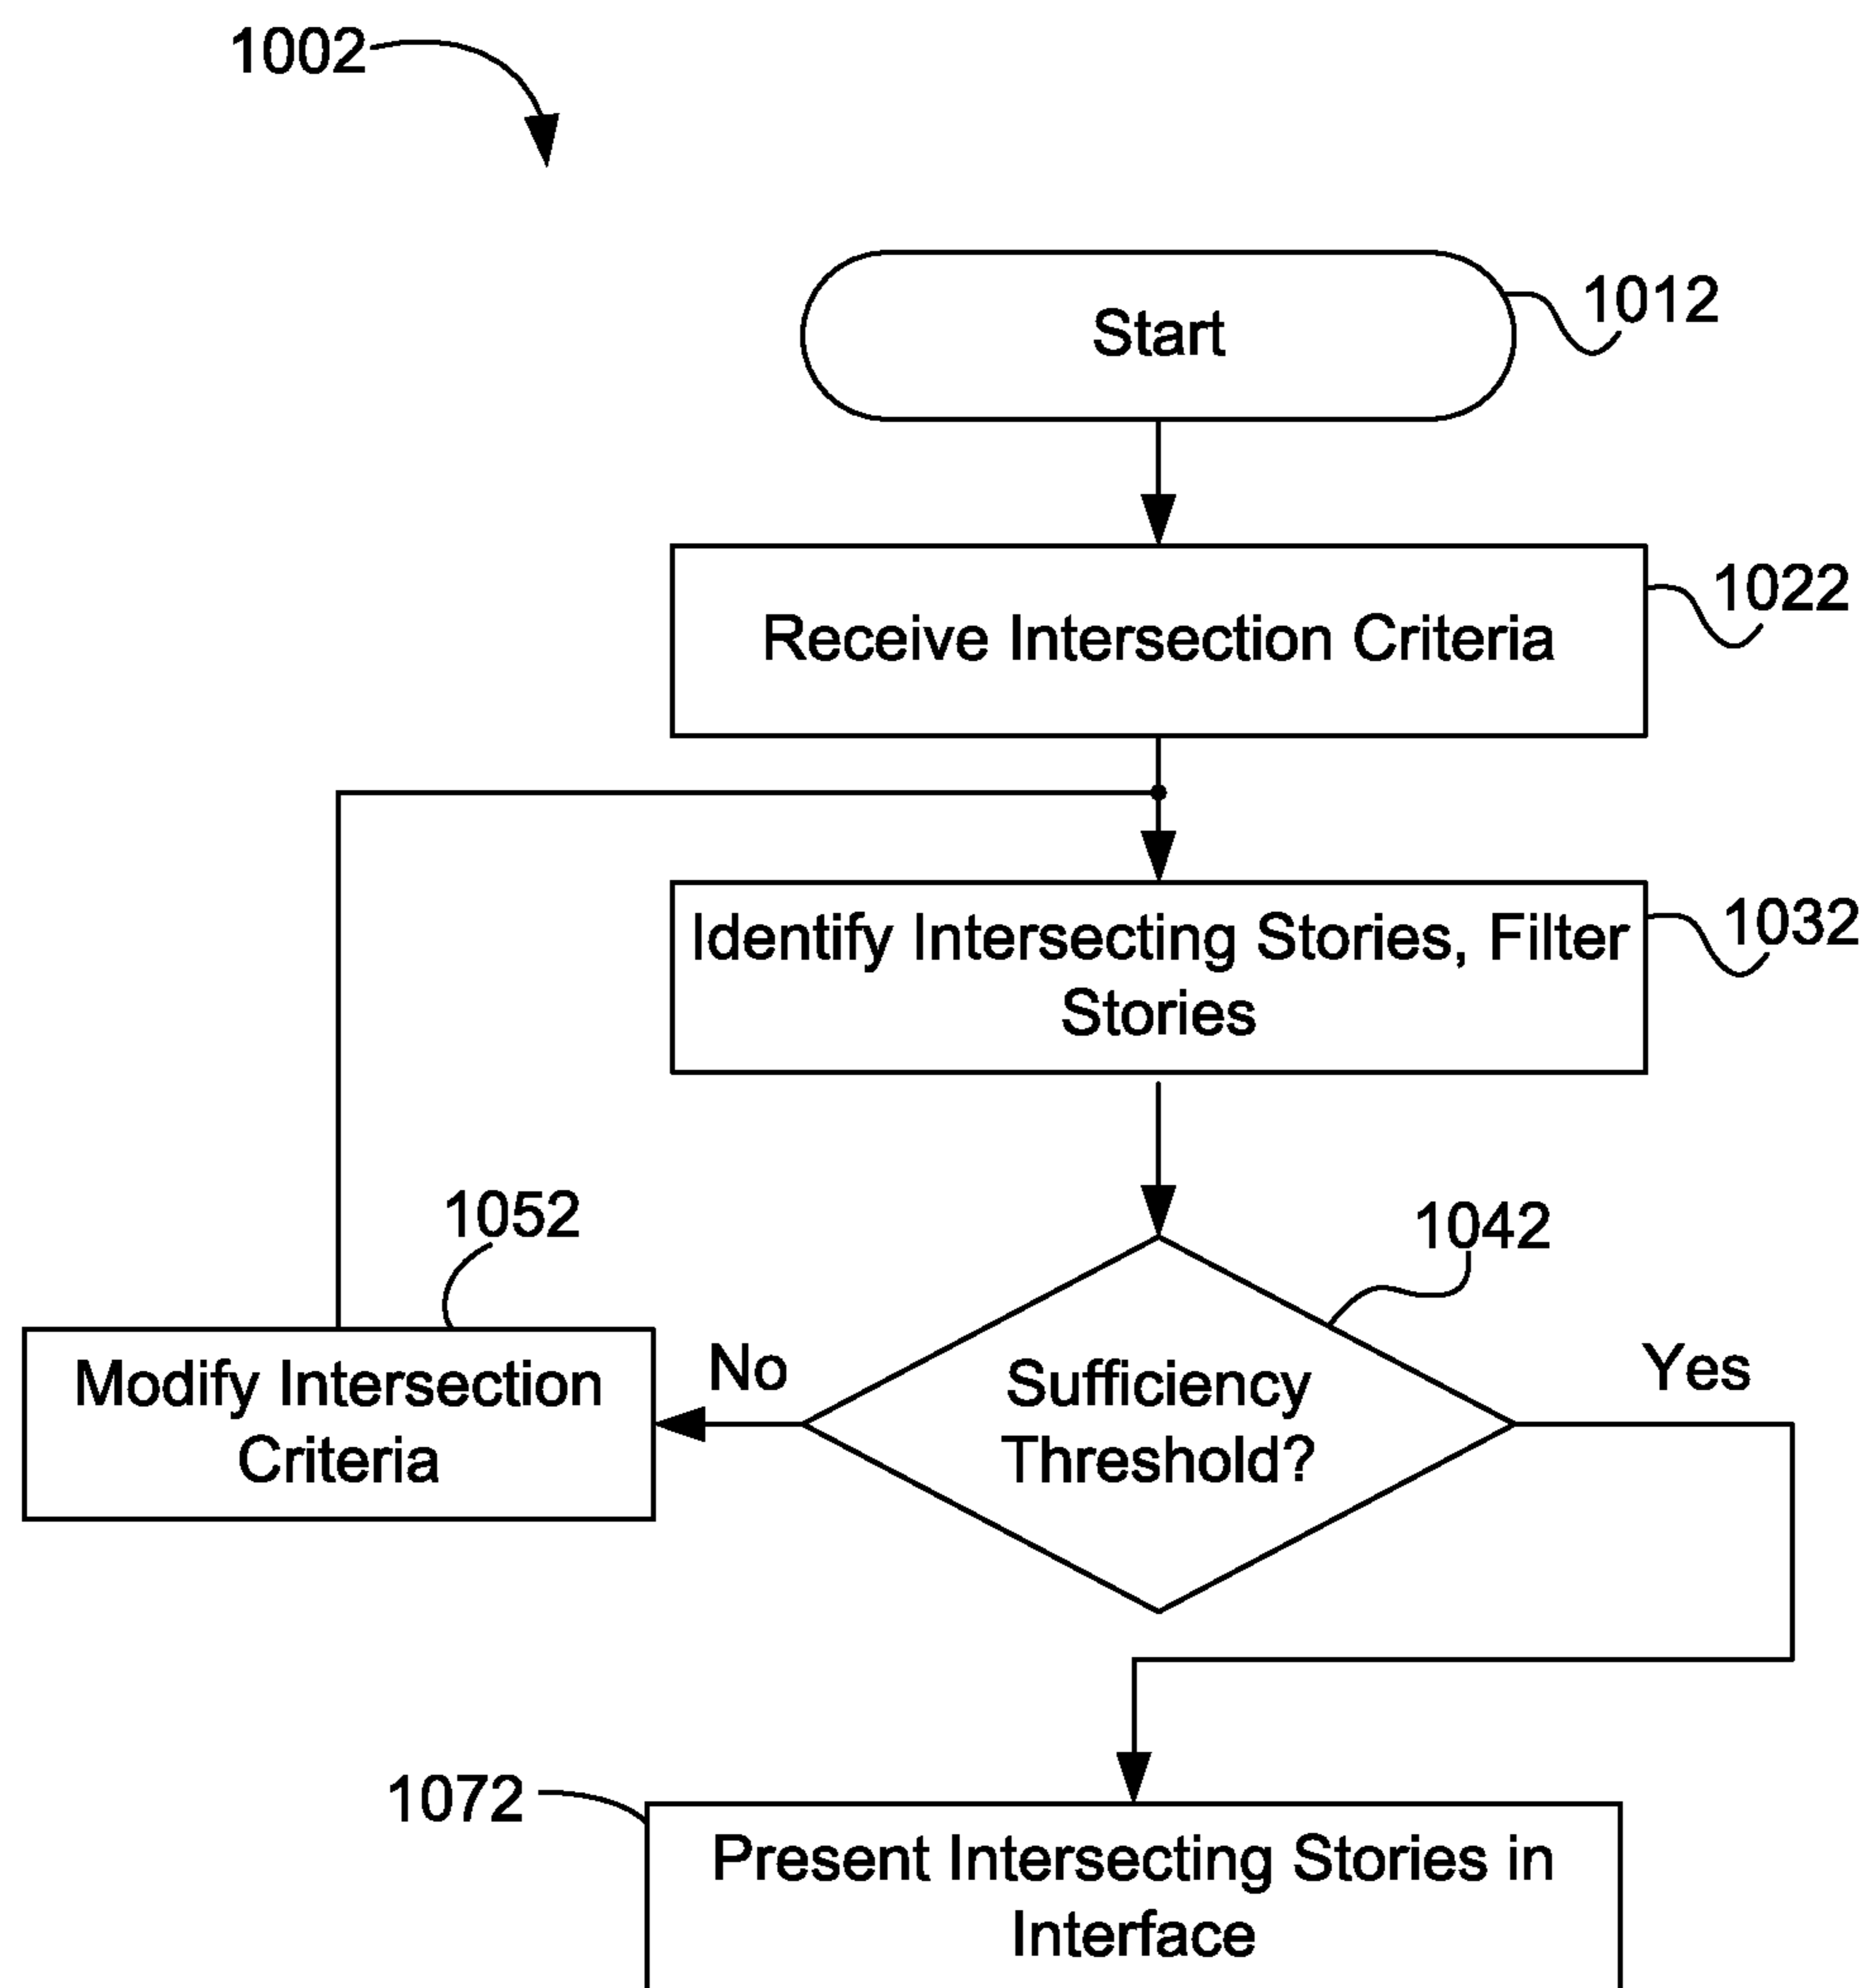 1002
Start
1012
Receive Intersection Criteria
1022
Identify Intersecting Stories, Filter
Stories
1032
1052
1042
Modify Intersection
Criteria
No
Sufficiency
Threshold?
Yes
1072
Present Intersecting Stories in
Interface